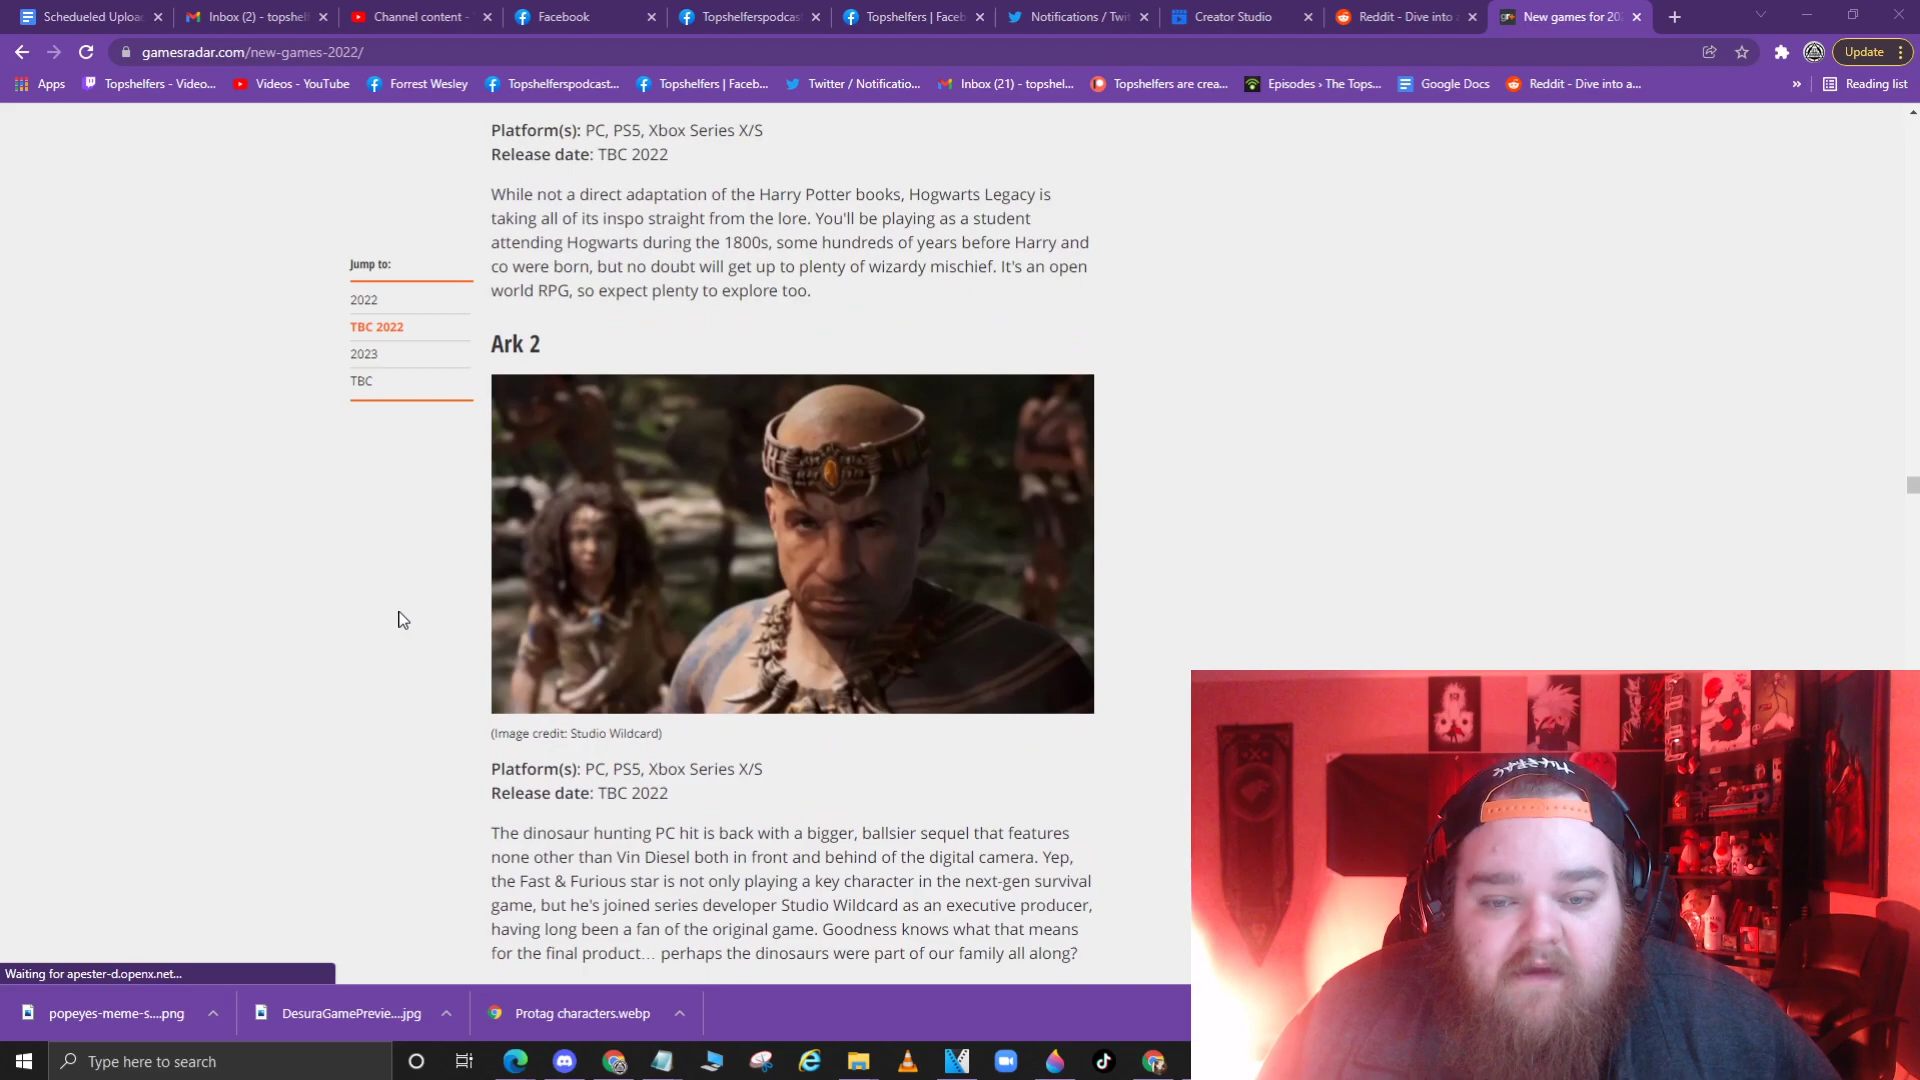 Schedueled Uploa
Inbox (2) - topshel
Channel content -
Facebook
Topshelferspodcas
Topshelfers | Faceb
Notifications / Twit
Creator Studio
Reddit - Dive into
New games for 20
gamesradar.com/new-games-2022/
Update
Apps
Topshelfers - Video...
Videos - YouTube
Forrest Wesley
Topshelferspodcast...
Topshelfers | Faceb...
Twitter / Notificatio...
Inbox (21) - topshel...
Topshelfers are crea...
Episodes › The Tops...
Google Docs
Reddit - Dive into a...
»
Reading list
Platform(s): PC, PS5, Xbox Series X/S
Release date: TBC 2022
While not a direct adaptation of the Harry Potter books, Hogwarts Legacy is
taking all of its inspo straight from the lore. You'll be playing as a student
attending Hogwarts during the 1800s, some hundreds of years before Harry and
co were born, but no doubt will get up to plenty of wizardy mischief. It's an open
world RPG, so expect plenty to explore too.
Jump to:
2022
TBC 2022
2023
TBC
Ark 2
(Image credit: Studio Wildcard)
Platform(s): PC, PS5, Xbox Series X/S
Release date: TBC 2022
The dinosaur hunting PC hit is back with a bigger, ballsier sequel that features
none other than Vin Diesel both in front and behind of the digital camera. Yep,
the Fast & Furious star is not only playing a key character in the next-gen survival
game, but he's joined series developer Studio Wildcard as an executive producer,
having long been a fan of the original game. Goodness knows what that means
for the final product... perhaps the dinosaurs were part of our family all along?
Waiting for apester-d.openx.net...
popeyes-meme-s....png
DesuraGamePrevie....jpg
Protag characters.webp
Type here to search